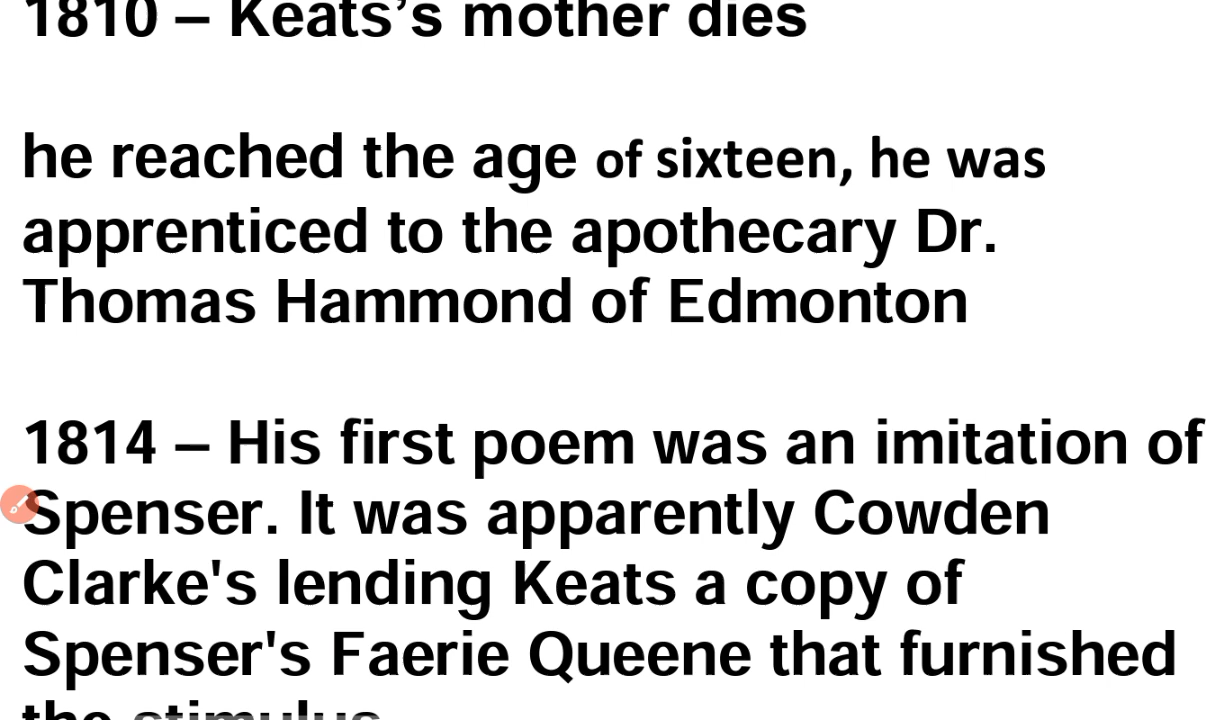 1810 – Keats’s mother dies
he reached the age of sixteen, he was
apprenticed to the apothecary Dr.
Thomas Hammond of Edmonton
1814 – His first poem was an imitation of
Spenser. It was apparently Cowden
Clarke's lending Keats a copy of
Spenser's Faerie Queene that furnished
the stimulus